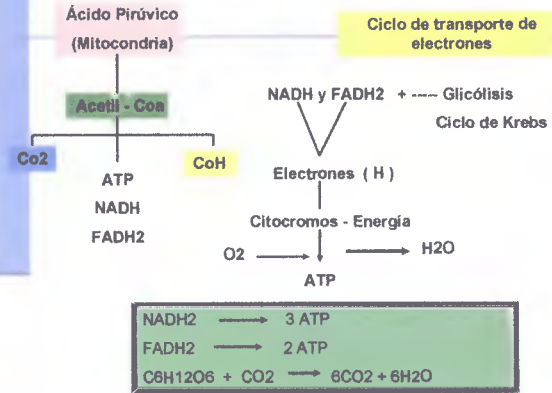 Ácido Pirúvico
(Mitocondria)
Acetil - Coa
Co2
CoH
ATP
NADH
FADH2
Ciclo de transporte de
electrones
NADH y FADH2 + ---- Glicólisis
Ciclo de Krebs
Electrones ( H )
Citocromos - Energía
O2
H2O
ATP
NADH2 → 3 ATP
FADH2 → 2 ATP
C6H12O6 + CO2 → 6CO2 + 6H2O